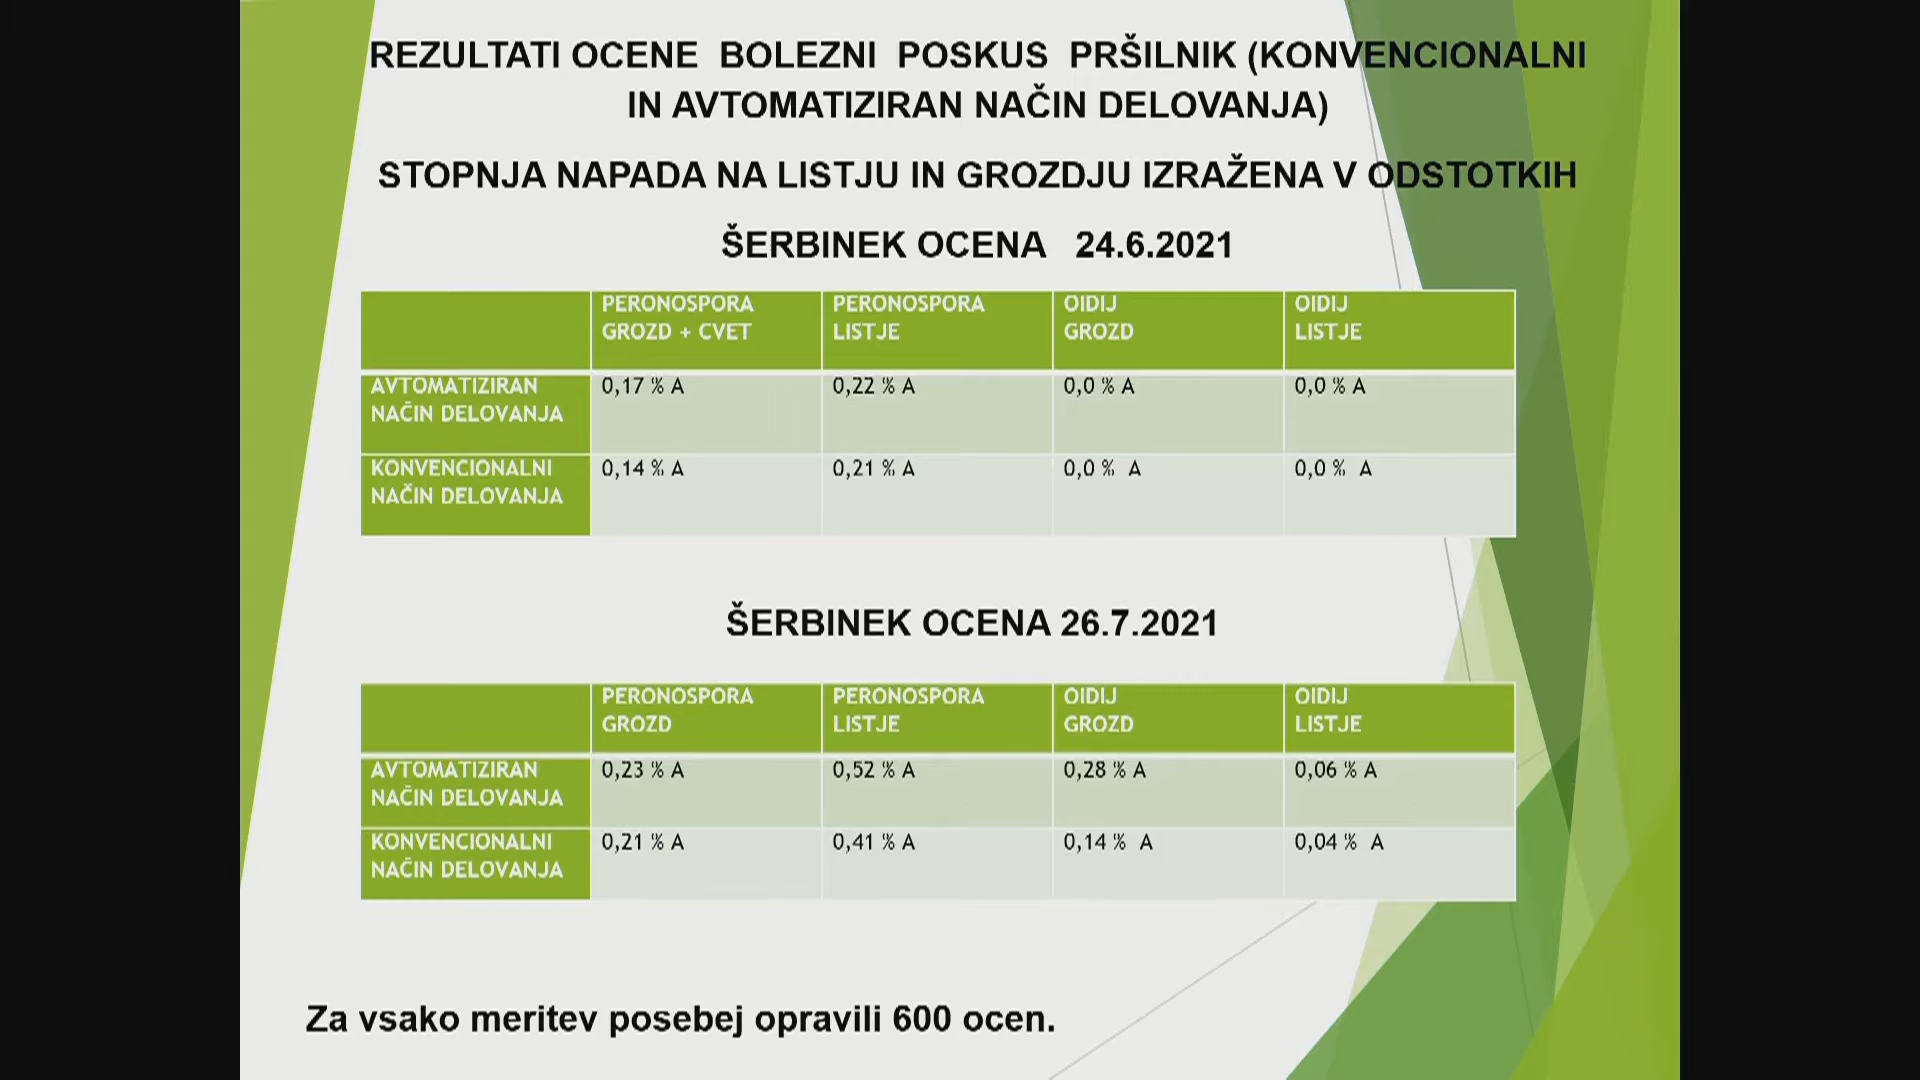 REZULTATI OCENE BOLEZNI POSKUS PRŠILNIK (KONVENCIONALNI
IN AVTOMATIZIRAN NAČIN DELOVANJA)
STOPNJA NAPADA NA LISTJU IN GROZDJU IZRAŽENA V ODSTOTKIH
ŠERBINEK OCENA 24.6.2021
PERONOSPORA GROZD + CVET PERONOSPORA LISTJE OIDIJ GROZD OIDIJ LISTJE
AVTOMATIZIRAN NAČIN DELOVANJA 0,17 % A 0,22 % A 0,0 % A 0,0 % A
KONVENCIONALNI NAČIN DELOVANJA 0,14 % A 0,21 % A 0,0 % A 0,0 % A
ŠERBINEK OCENA 26.7.2021
PERONOSPORA GROZD PERONOSPORA LISTJE OIDIJ GROZD OIDIJ LISTJE
AVTOMATIZIRAN NAČIN DELOVANJA 0,23 % A 0,52 % A 0,28 % A 0,06 % A
KONVENCIONALNI NAČIN DELOVANJA 0,21 % A 0,41 % A 0,14 % A 0,04 % A
Za vsako meritev posebej opravili 600 ocen.